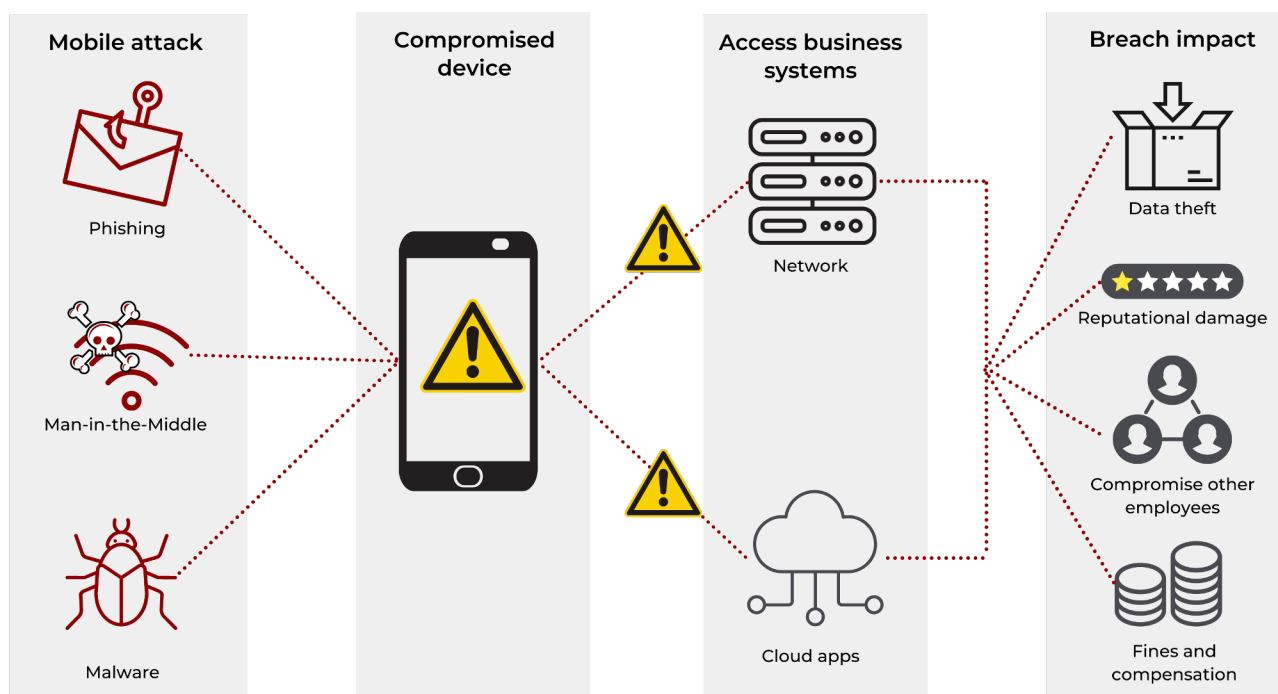 Mobile attack
Phishing
Man-in-the-Middle
Malware
Compromised
device
Access business
systems
Network
Cloud apps
Breach impact
Data theft
Reputational damage
Compromise other
employees
Fines and
compensation